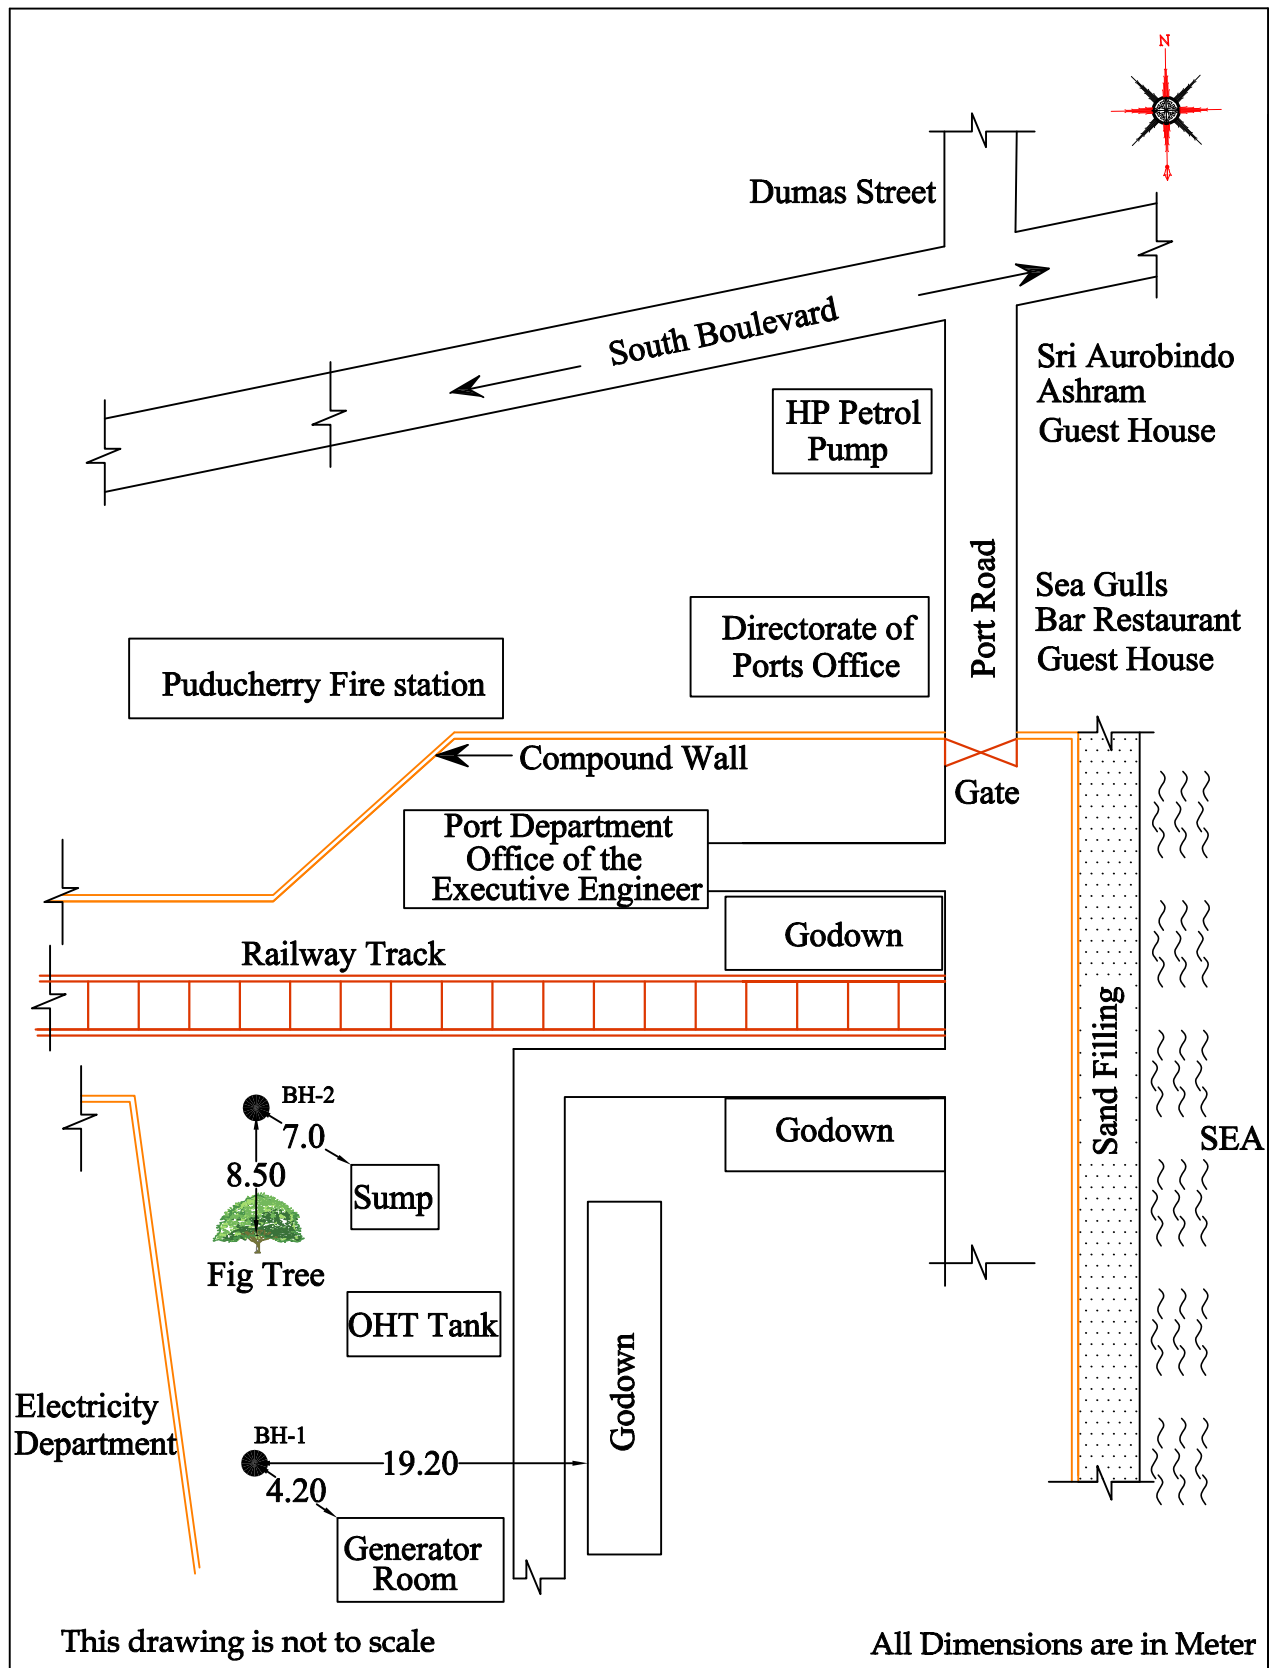 N
Dumas Street
South Boulevard
Sri Aurobindo
Ashram
Guest House
HP Petrol
Pump
Port Road
Sea Gulls
Bar Restaurant
Guest House
Directorate of
Ports Office
Puducherry Fire station
Compound Wall
Gate
Port Department
Office of the
Executive Engineer
Godown
Railway Track
Sand Filling
SEA
BH-2
7.0
8.50
Sump
Godown
Fig Tree
OHT Tank
Godown
Electricity
Department
BH-1
19.20
4.20
Generator
Room
This drawing is not to scale
All Dimensions are in Meter